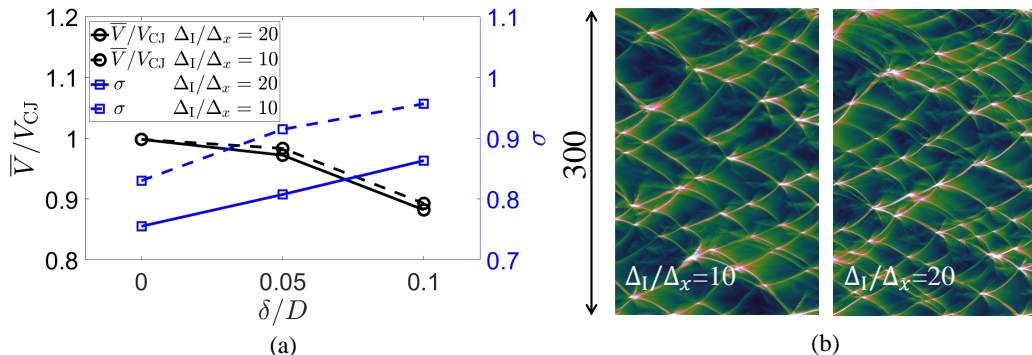 1.2
1.1
1
0.9
0.8
V̅/V_CJ
V̅/V_CJ Δ_I/Δ_x = 20
V̅/V_CJ Δ_I/Δ_x = 10
σ Δ_I/Δ_x = 20
σ Δ_I/Δ_x = 10
1.1
1
0.9
0.8
0.7
σ
0 0.05 0.1
δ/D
(a)
300
Δ_I/Δ_x=10
Δ_I/Δ_x=20
(b)